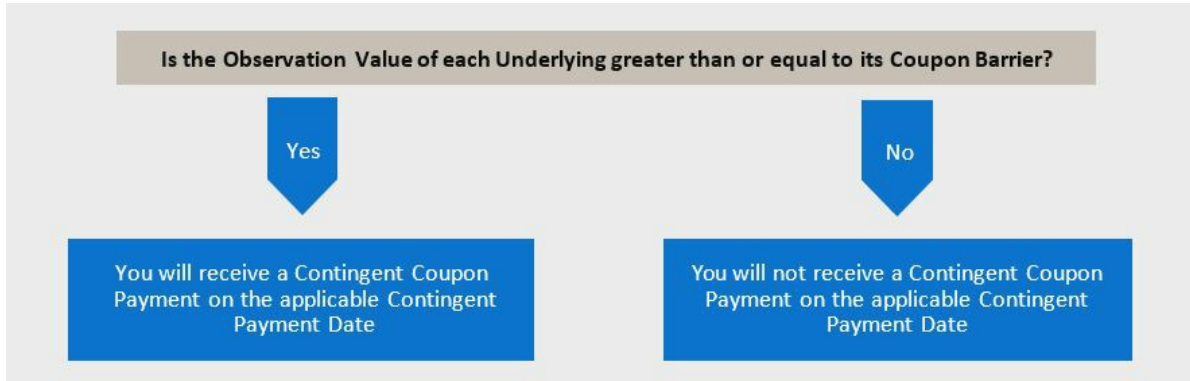 Is the Observation Value of each Underlying greater than or equal to its Coupon Barrier?
Yes
No
You will receive a Contingent Coupon
Payment on the applicable Contingent
Payment Date
You will not receive a Contingent Coupon
Payment on the applicable Contingent
Payment Date